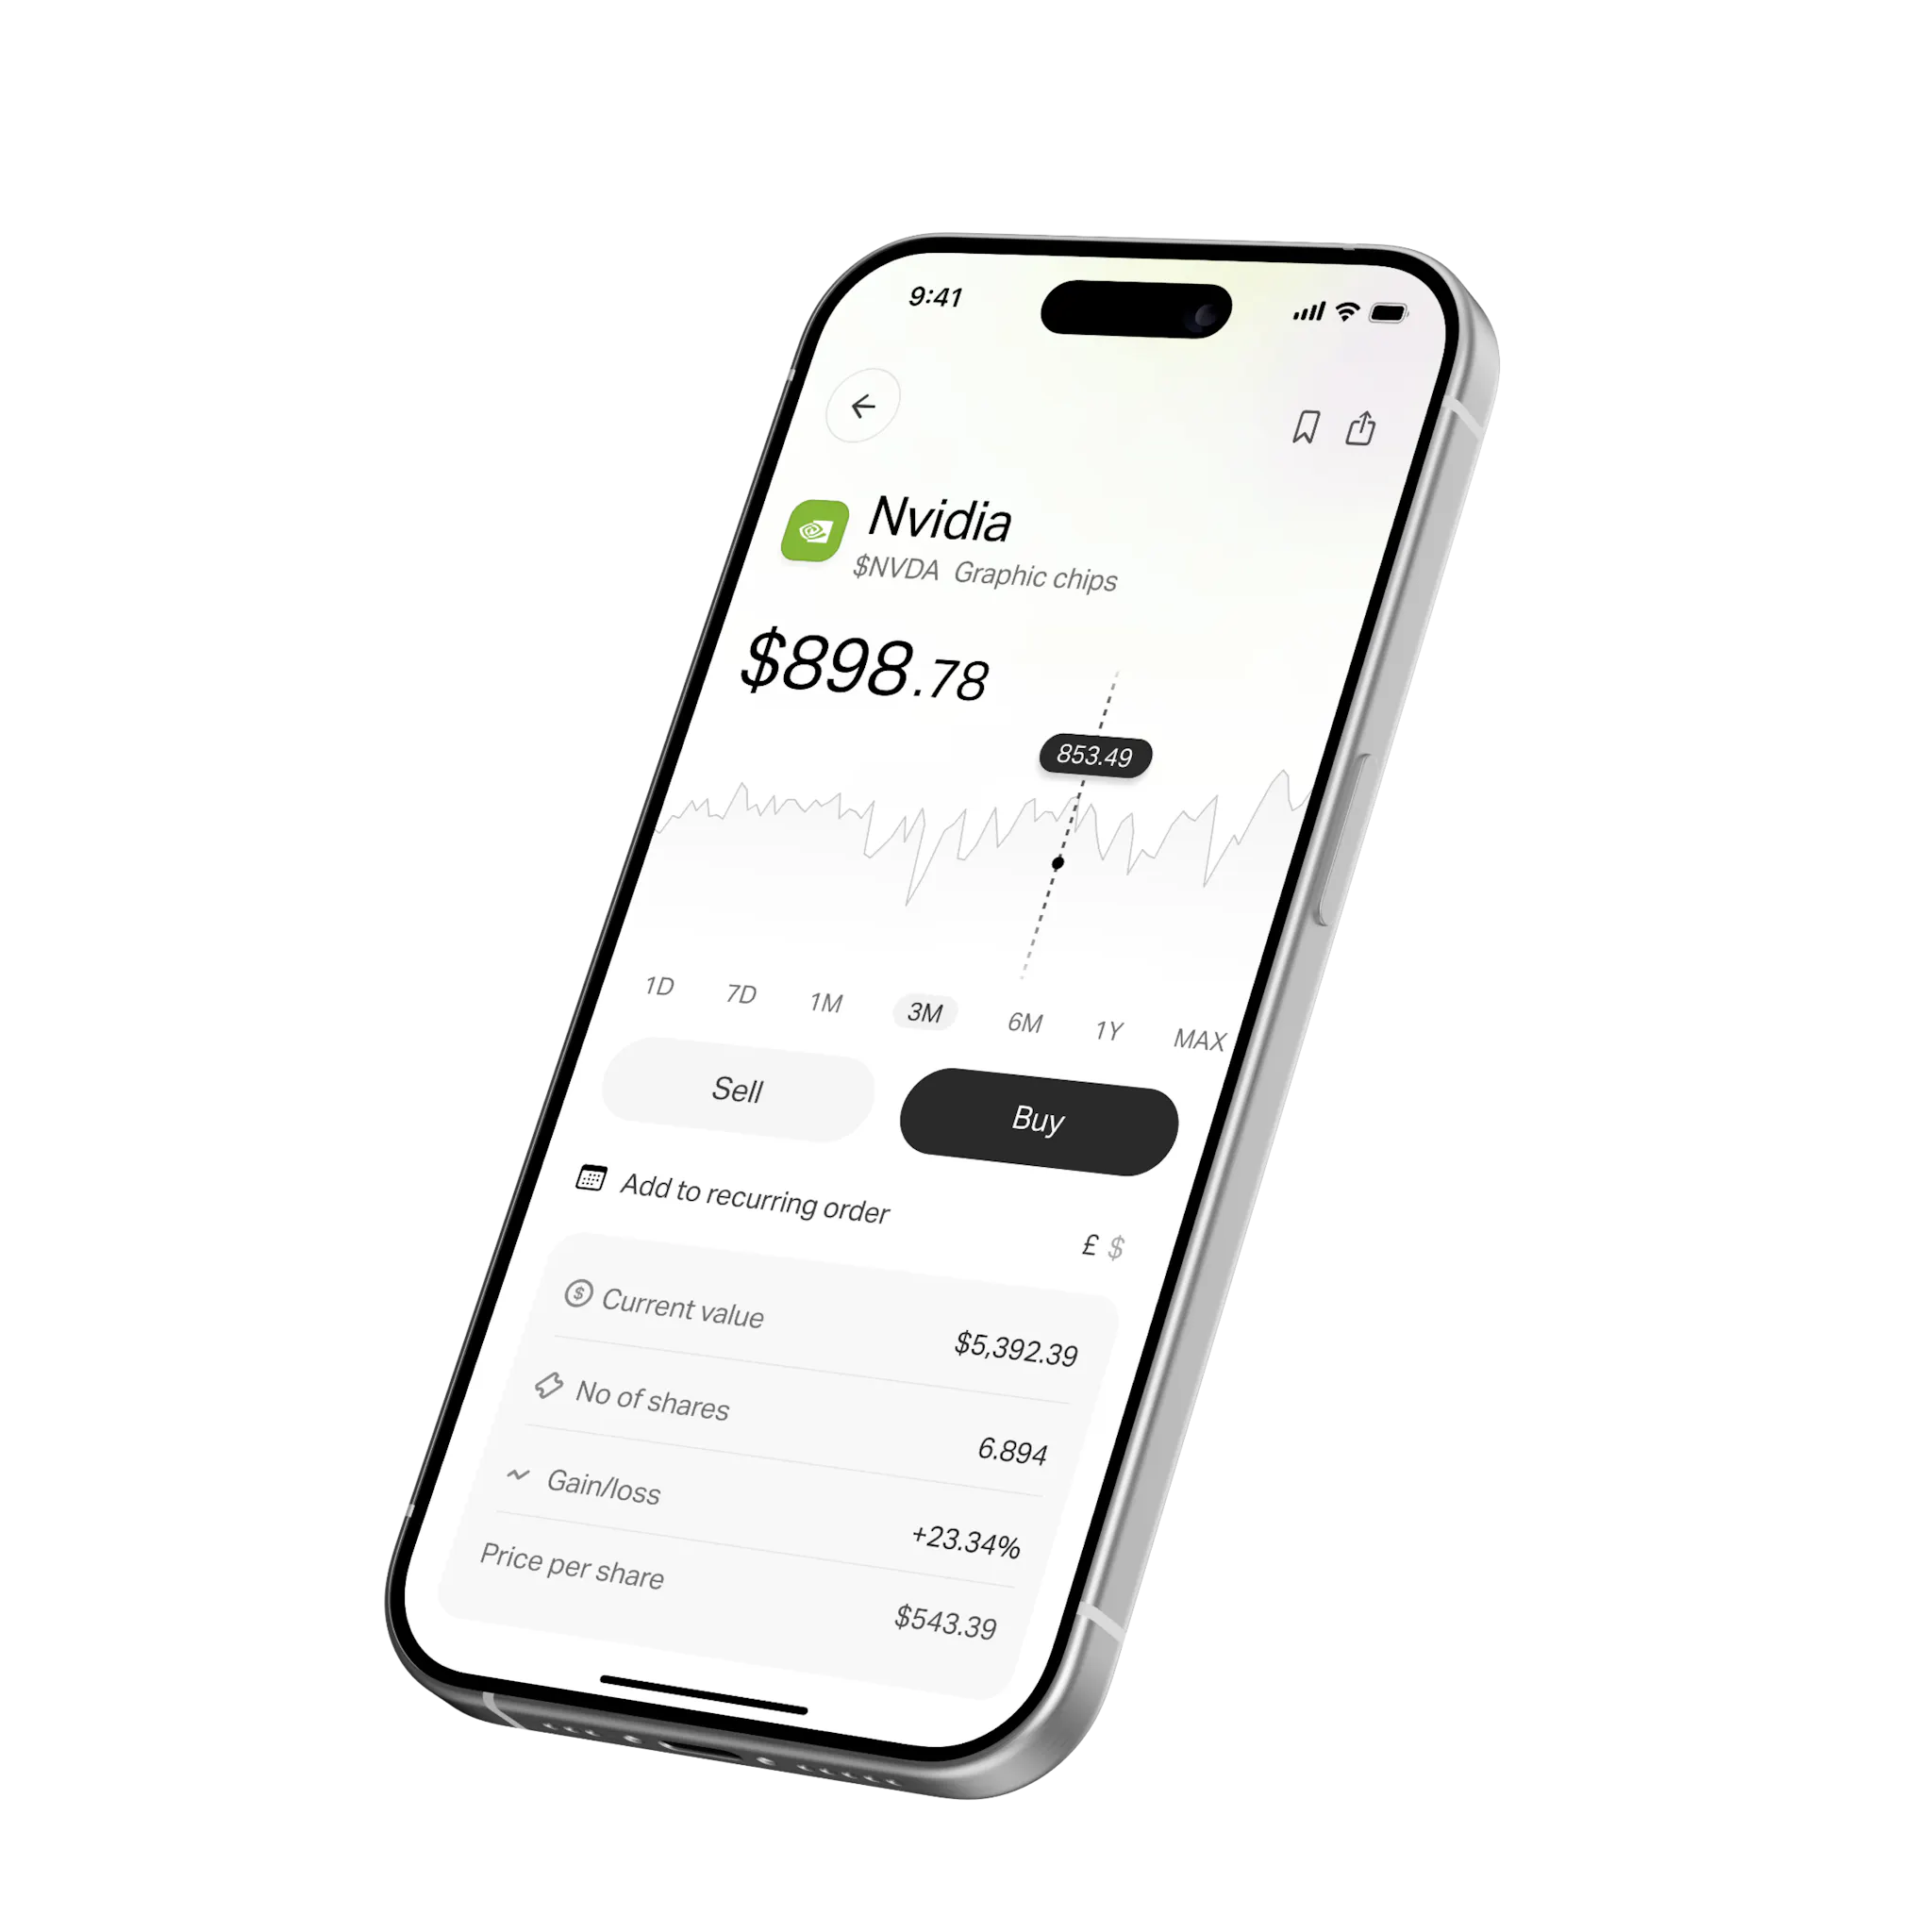 9:41
Nvidia
$NVDA Graphic chips
$898.78
853.49
1D 7D 1M 3M 6M 1Y MAX
Sell Buy
Add to recurring order
£ $
Current value $5,392.39
No of shares 6.894
Gain/loss +23.34%
Price per share $543.39